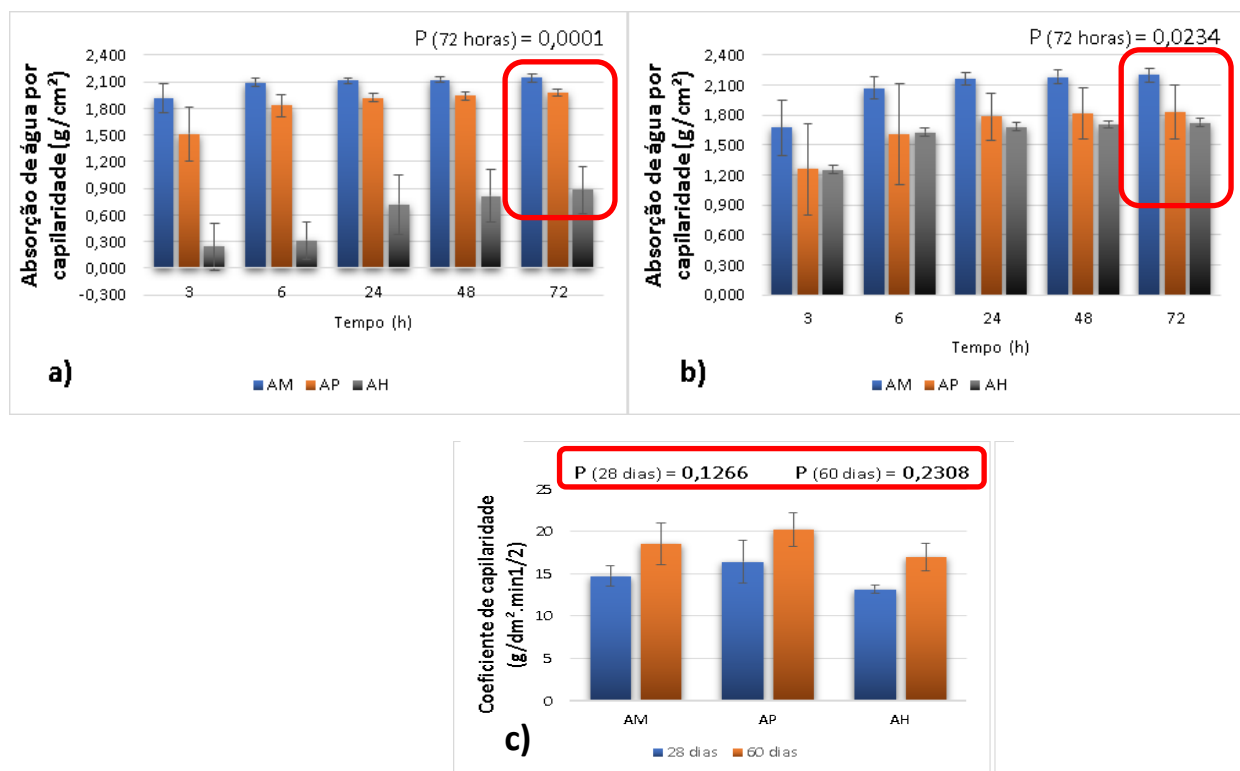 P (72 horas) = 0,0001
Absorção de água por
capilaridade (g/cm²)
2,400
2,100
1,800
1,500
1,200
0,900
0,600
0,300
0,000
-0,300
3 6 24 48 72
Tempo (h)
a)
AM AP AH
P (72 horas) = 0,0234
Absorção de água por
capilaridade (g/cm²)
2,400
2,100
1,800
1,500
1,200
0,900
0,600
0,300
0,000
3 6 24 48 72
Tempo (h)
b)
AM AP AH
P (28 dias) = 0,1266 P (60 dias) = 0,2308
Coeficiente de capilaridade
(g/dm².min1/2)
25
20
15
10
5
0
AM AP AH
c)
28 dias 60 dias